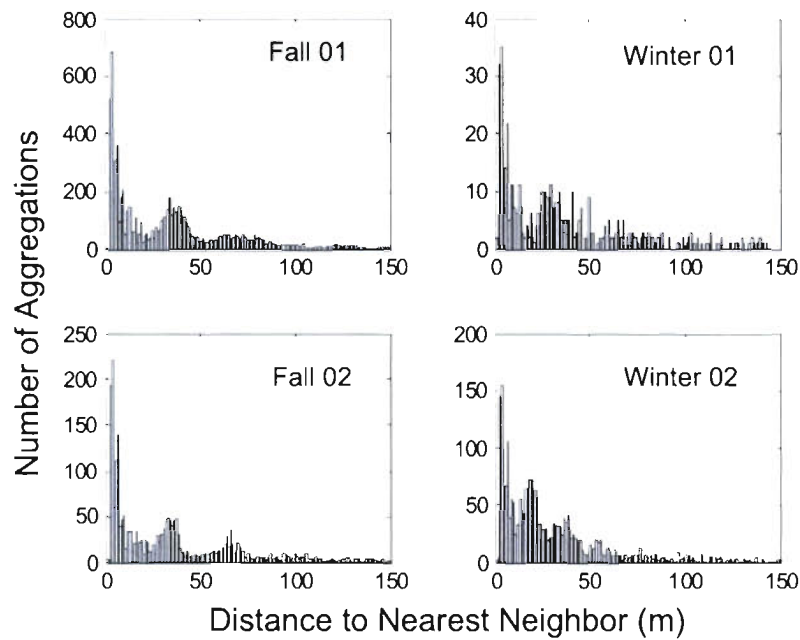 800
600
400
200
0
0 50 100 150
Fall 01
40
30
20
10
0
0 50 100 150
Winter 01
250
200
150
100
50
0
0 50 100 150
Fall 02
200
150
100
50
0
0 50 100 150
Winter 02
Number of Aggregations
Distance to Nearest Neighbor (m)